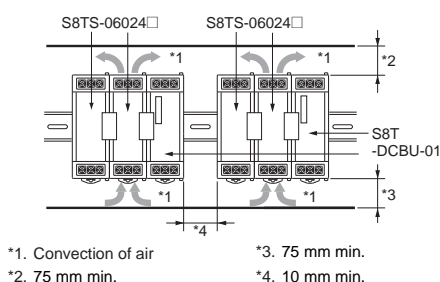 S8TS-06024□ S8TS-06024□
*1 *1 *2
S8T
-DCBU-01
*1 *1 *3
*4
*1. Convection of air
*2. 75 mm min.
*3. 75 mm min.
*4. 10 mm min.